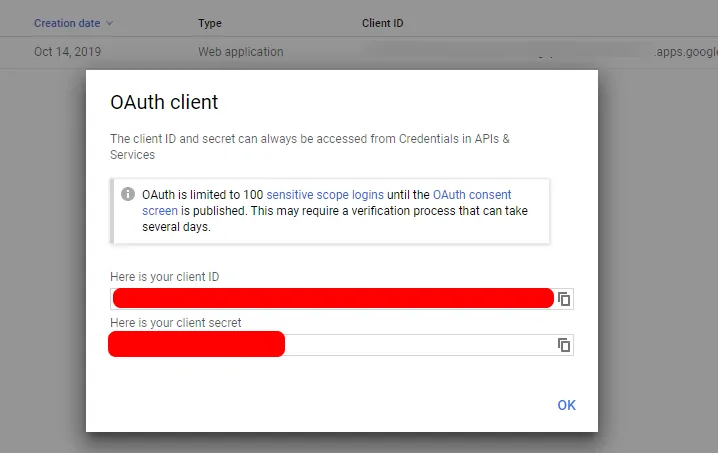 Creation date Type Client ID
Oct 14, 2019 Web application .apps.google
OAuth client
The client ID and secret can always be accessed from Credentials in APIs &
Services
OAuth is limited to 100 sensitive scope logins until the OAuth consent
screen is published. This may require a verification process that can take
several days.
Here is your client ID
Here is your client secret
OK